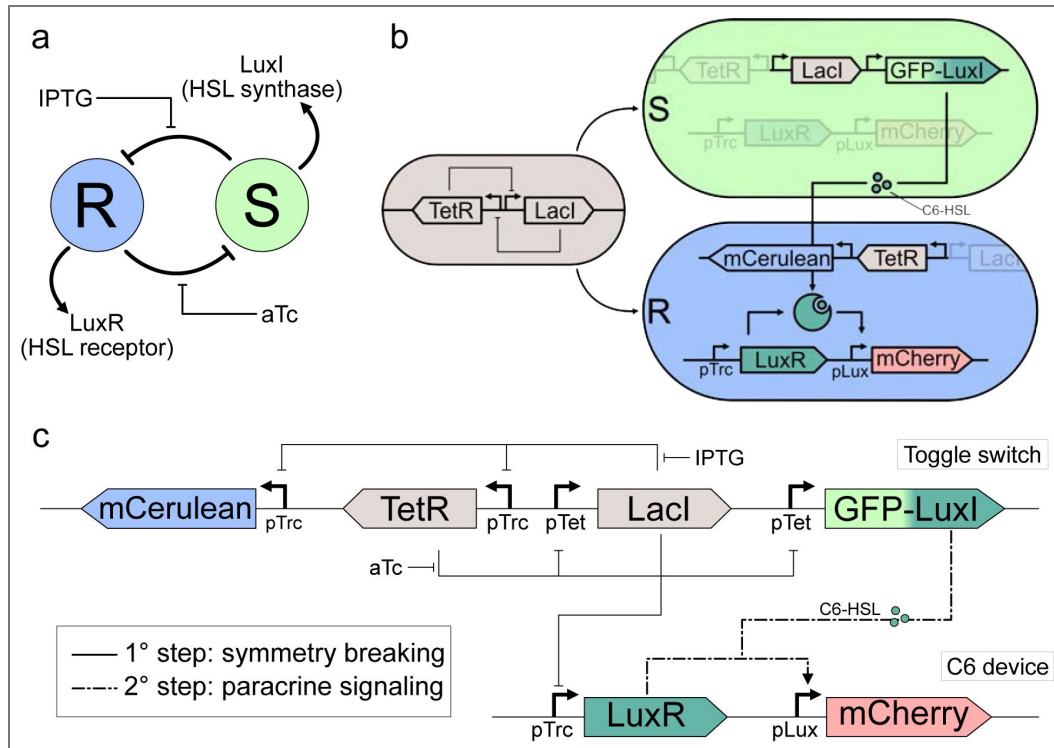 a
LuxI
(HSL synthase)
IPTG
R
S
LuxR
(HSL receptor)
aTc
b
TetR
LacI
GFP-LuxI
S
LuxR
mCherry
pTrc
pLux
C6-HSL
TetR
LacI
mCerulean
TetR
LacI
R
LuxR
mCherry
pTrc
pLux
c
IPTG
Toggle switch
mCerulean
pTrc
TetR
pTrc
pTet
LacI
pTet
GFP-LuxI
aTc
C6-HSL
1° step: symmetry breaking
2° step: paracrine signaling
C6 device
pTrc
LuxR
pLux
mCherry